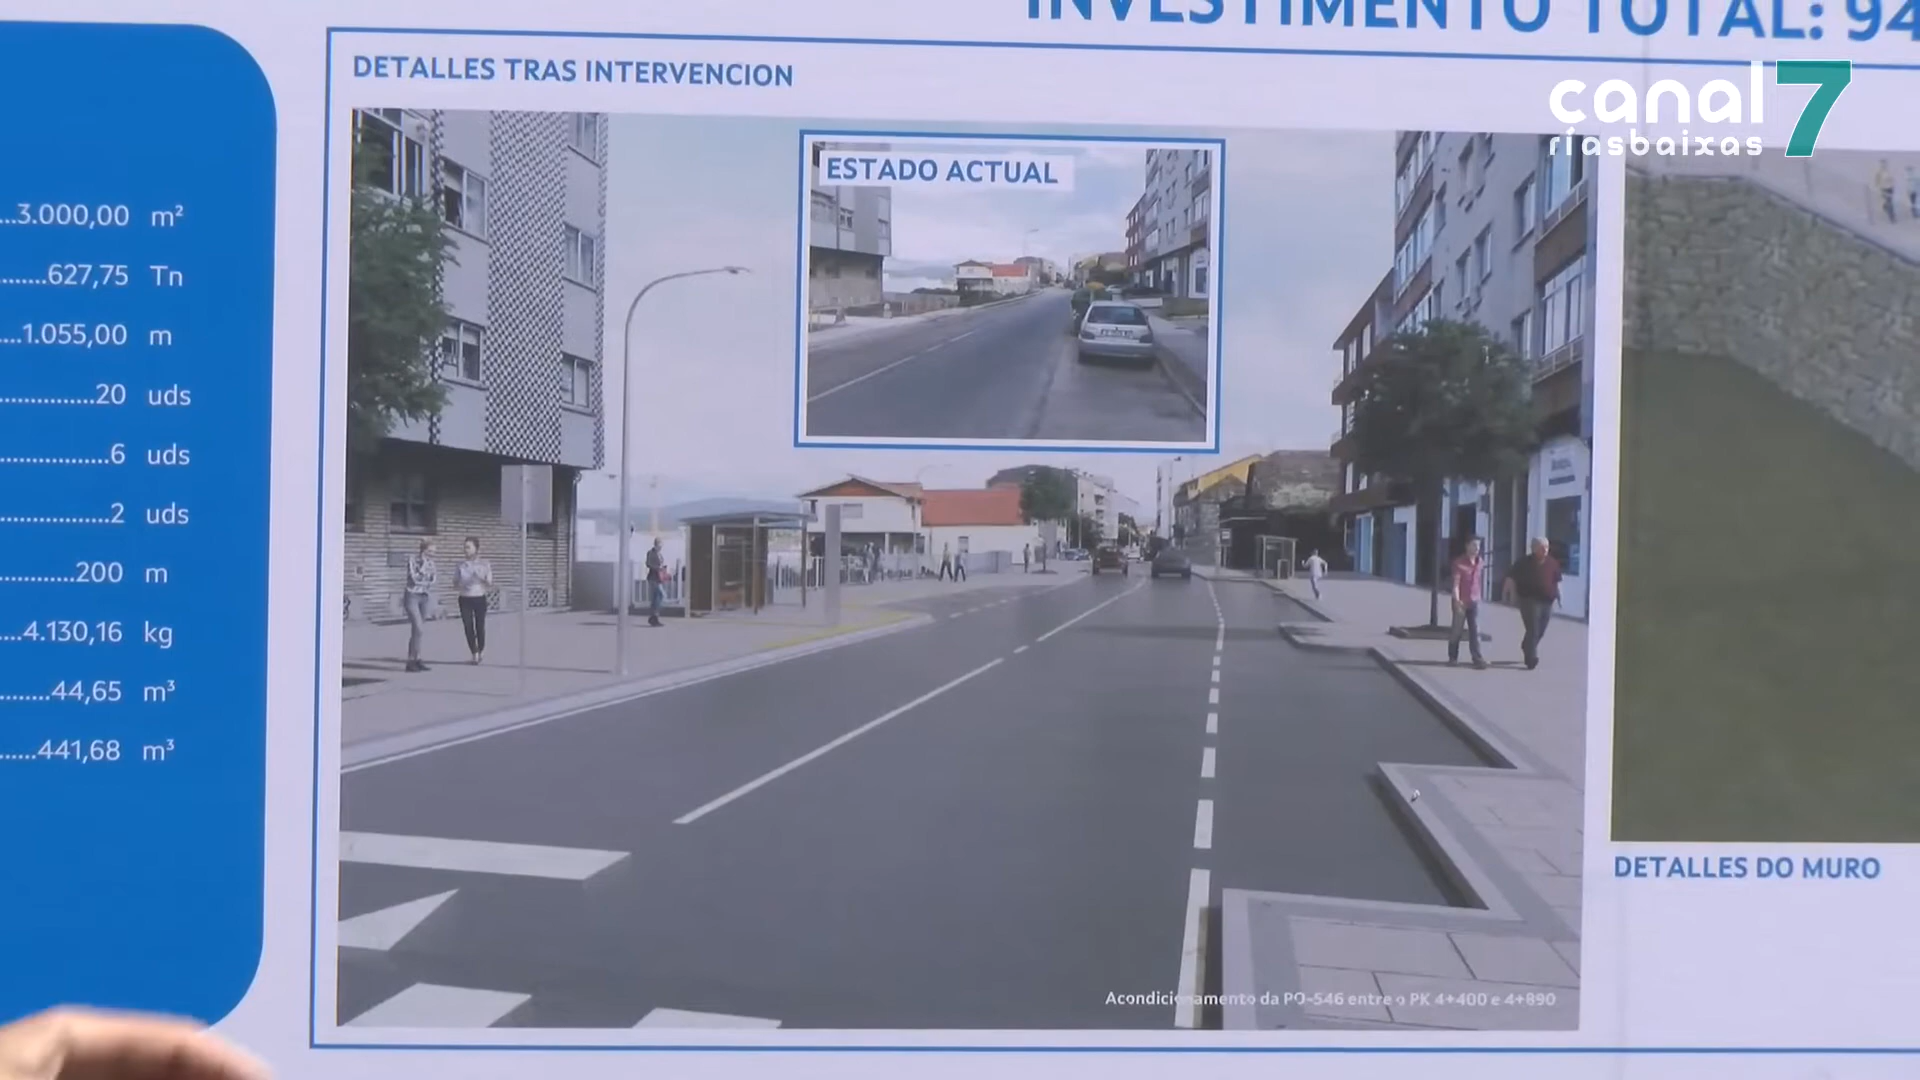 INVESTIMENTO TOTAL: 94
DETALLES TRAS INTERVENCION
canal 7
ríasbaixas
ESTADO ACTUAL
...3.000,00 m²
.......627,75 Tn
....1.055,00 m
..............20 uds
................6 uds
................2 uds
............200 m
....4.130,16 kg
........44,65 m³
......441,68 m³
DETALLES DO MURO
Acondicionamento da PO-546 entre o PK 4+400 e 4+890